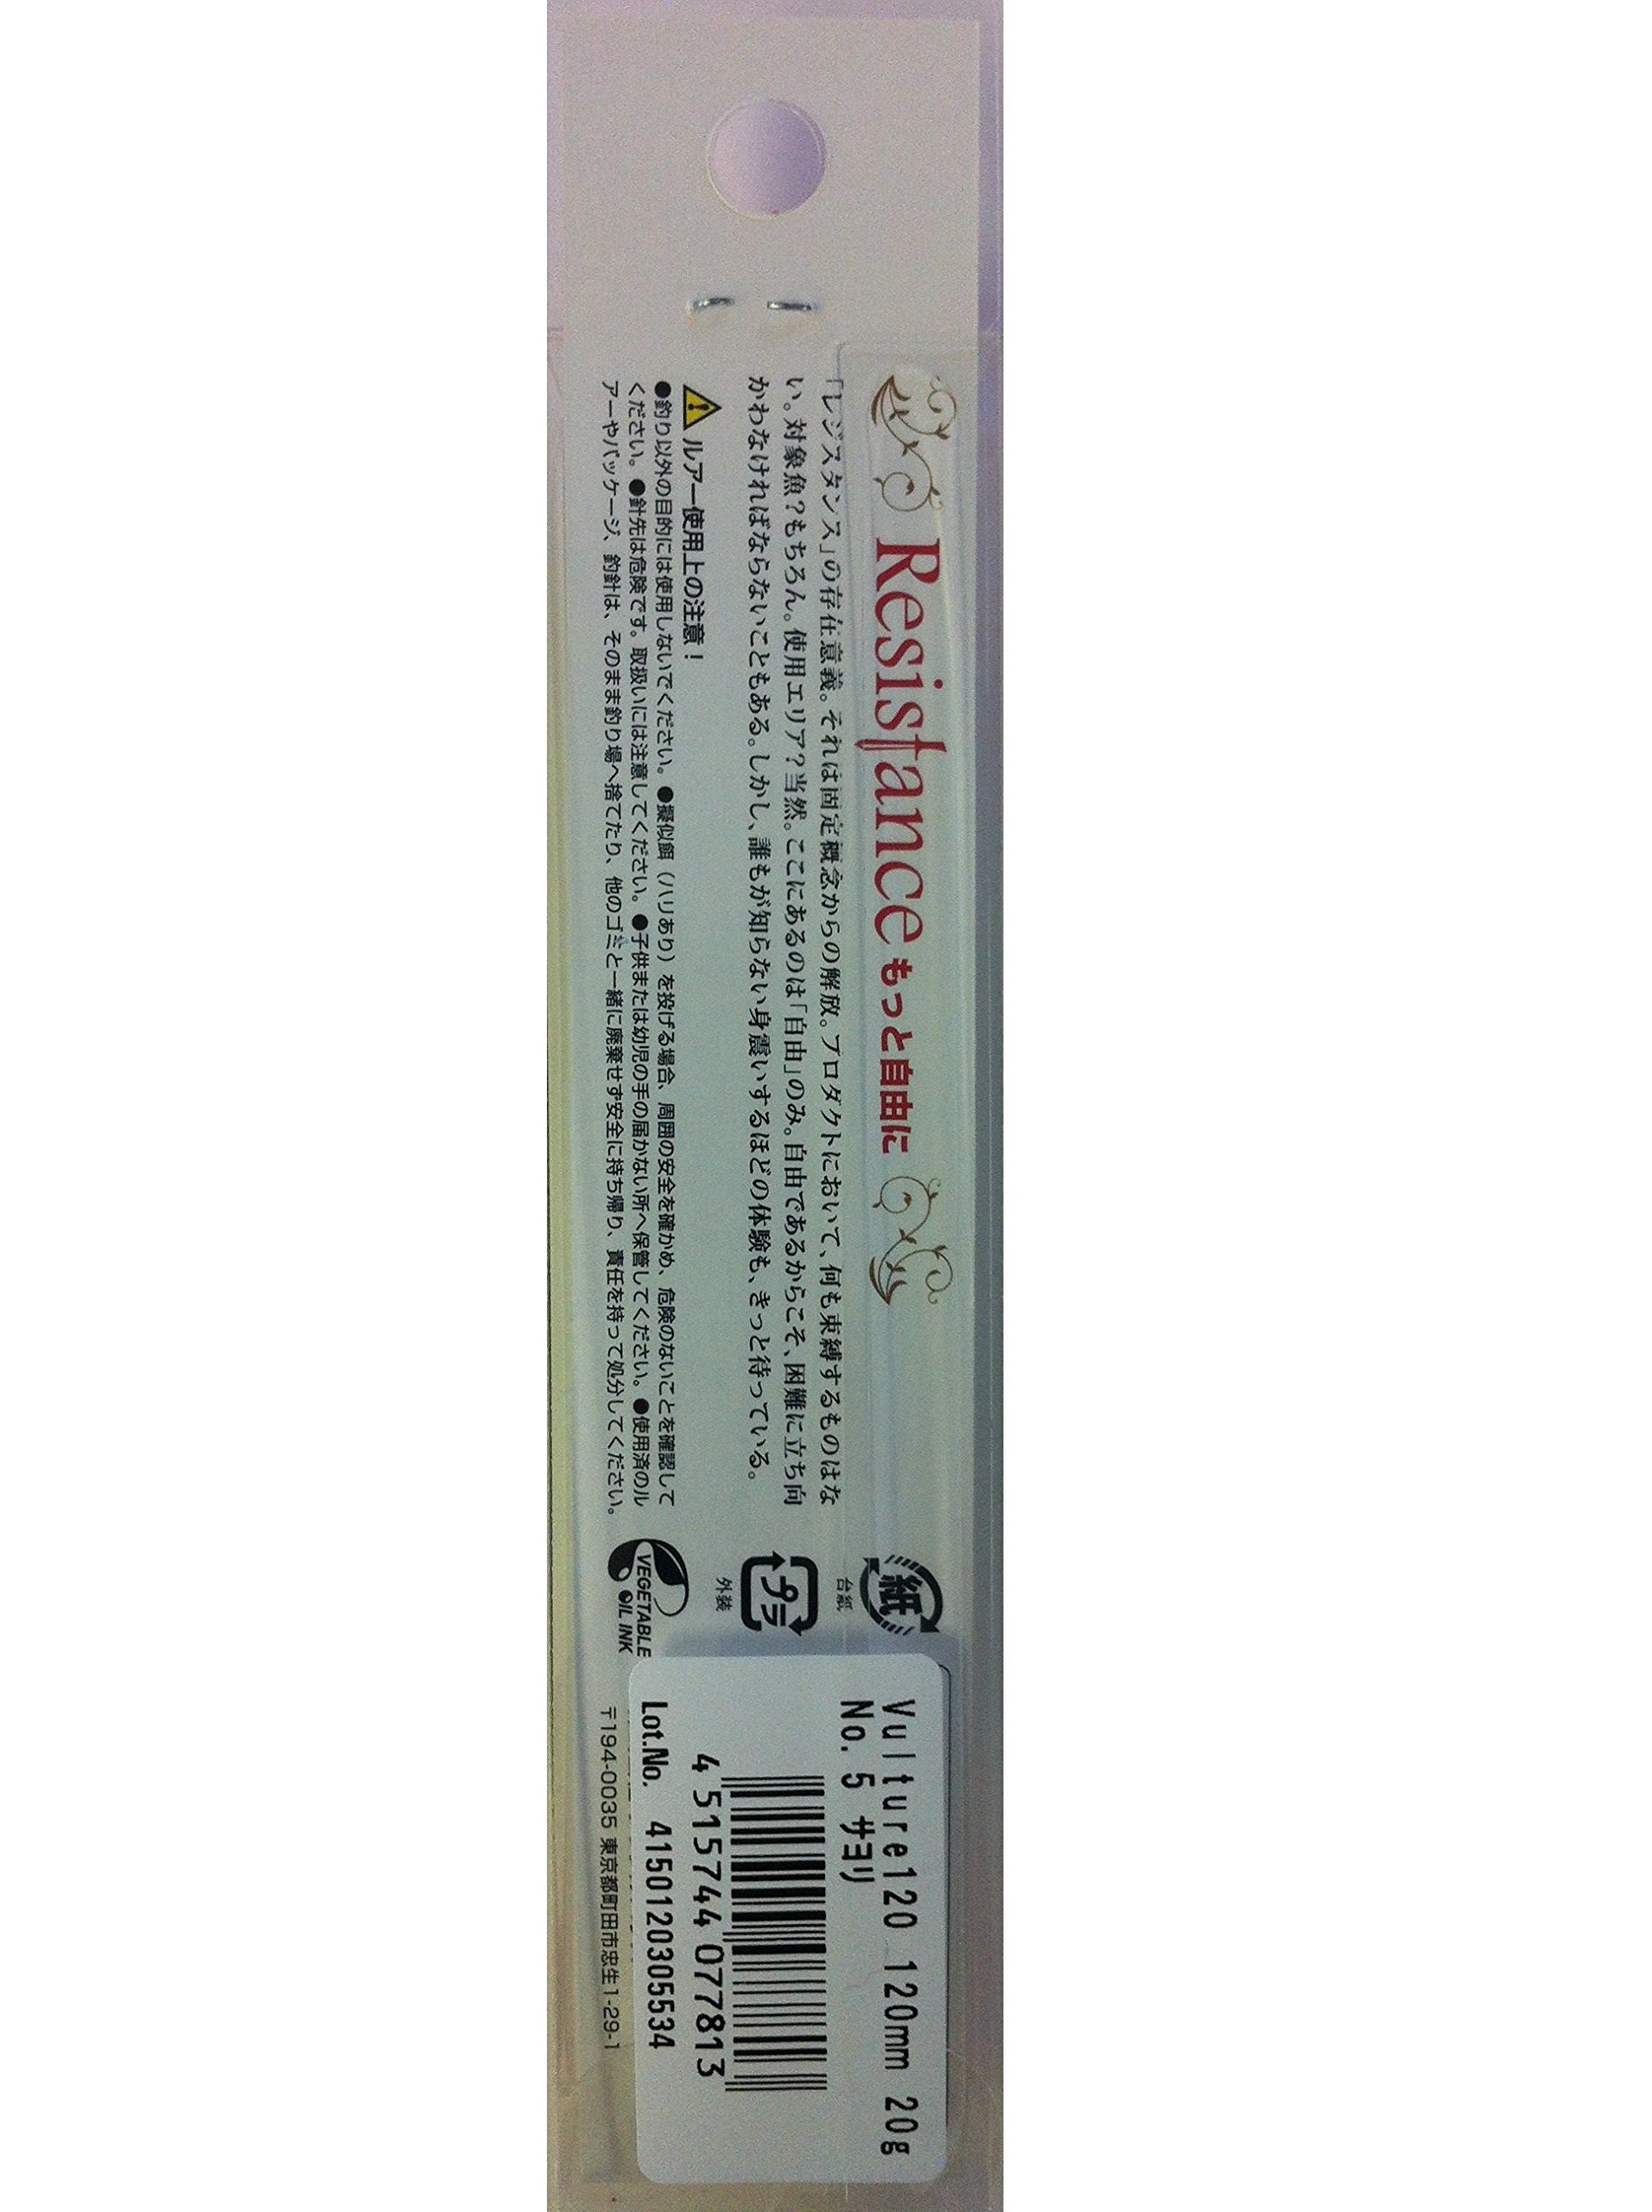 Resistance もっと自由に
「レジスタンス」の存在意義。それは固定概念からの解放。プロダクトにおいて、何も束縛するものはな
い。対象魚?もちろん。使用エリア?当然。ここにあるのは「自由」のみ。自由であるからこそ、困難に立ち向
かわなければならないこともある。しかし、誰もが知らない身震いするほどの体験も、きっと待っている。
ルアー使用上の注意!
●釣り以外の目的には使用しないでください。●擬似餌(ハリあり)を投げる場合、周囲の安全を確かめ、危険のないことを確認して
ください。●針先は危険です。取扱いには注意してください。●子供または幼児の手の届かない所へ保管してください。●使用済のル
アーやパッケージ、釣針は、そのまま釣り場へ捨てたり、他のゴミと一緒に廃棄せず安全に持ち帰り、責任を持って処分してください。
紙
台紙
プラ
外装
VEGETABLE
OIL INK
Vulture120 120mm 20g
No.5 サヨリ
4 515744 077813
Lot.No. 4150120305534
〒194-0035 東京都町田市忠生1-29-1